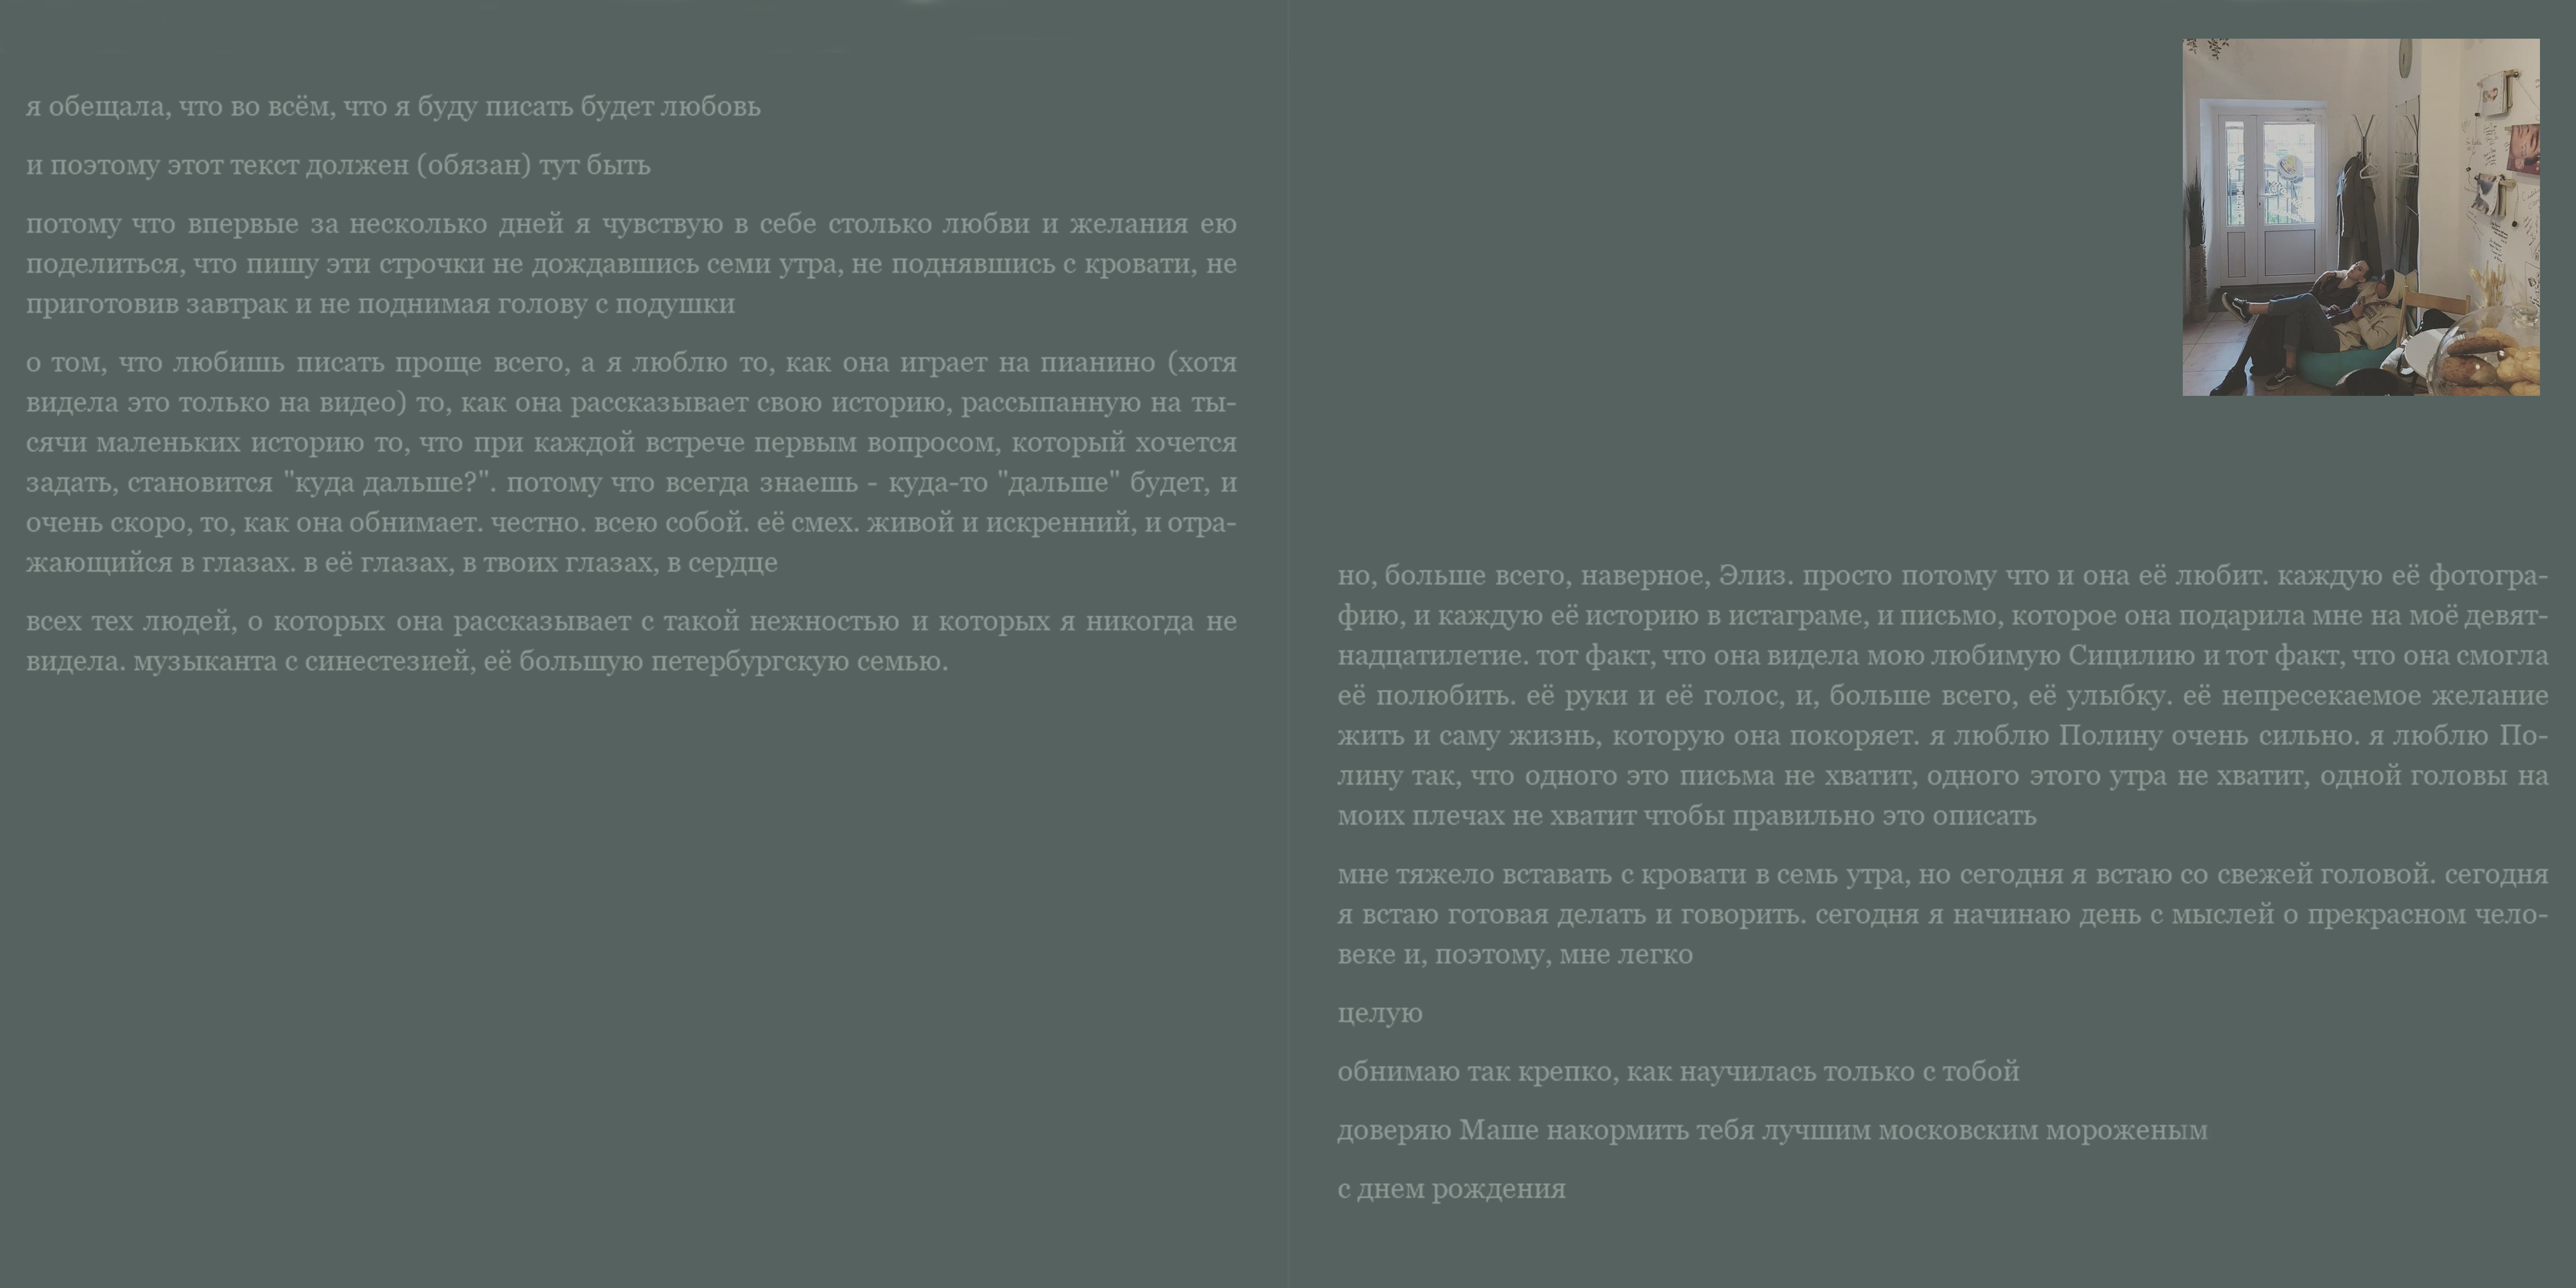 я обещала, что во всём, что я буду писать будет любовь
и поэтому этот текст должен (обязан) тут быть
потому что впервые за несколько дней я чувствую в себе столько любви и желания ею
поделиться, что пишу эти строчки не дождавшись семи утра, не поднявшись с кровати, не
приготовив завтрак и не поднимая голову с подушки
о том, что любишь писать проще всего, а я люблю то, как она играет на пианино (хотя
видела это только на видео) то, как она рассказывает свою историю, рассыпанную на ты-
сячи маленьких историю то, что при каждой встрече первым вопросом, который хочется
задать, становится "куда дальше?". потому что всегда знаешь - куда-то "дальше" будет, и
очень скоро, то, как она обнимает. честно. всею собой. её смех. живой и искренний, и отра-
жающийся в глазах. в её глазах, в твоих глазах, в сердце
всех тех людей, о которых она рассказывает с такой нежностью и которых я никогда не
видела. музыканта с синестезией, её большую петербургскую семью.
но, больше всего, наверное, Элиз. просто потому что и она её любит. каждую её фотогра-
фию, и каждую её историю в истаграме, и письмо, которое она подарила мне на моё девят-
надцатилетие. тот факт, что она видела мою любимую Сицилию и тот факт, что она смогла
её полюбить. её руки и её голос, и, больше всего, её улыбку. её непресекаемое желание
жить и саму жизнь, которую она покоряет. я люблю Полину очень сильно. я люблю По-
лину так, что одного это письма не хватит, одного этого утра не хватит, одной головы на
моих плечах не хватит чтобы правильно это описать
мне тяжело вставать с кровати в семь утра, но сегодня я встаю со свежей головой. сегодня
я встаю готовая делать и говорить. сегодня я начинаю день с мыслей о прекрасном чело-
веке и, поэтому, мне легко
целую
обнимаю так крепко, как научилась только с тобой
доверяю Маше накормить тебя лучшим московским мороженым
с днем рождения